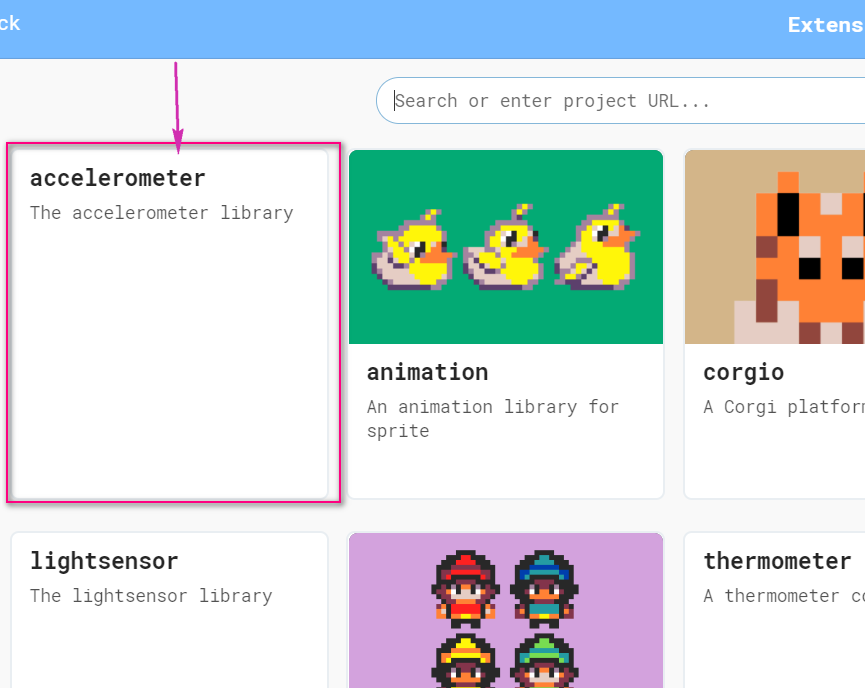 ck
Extens
Search or enter project URL...
accelerometer
The accelerometer library
animation
An animation library for
sprite
corgio
A Corgi platfor
lightsensor
The lightsensor library
thermometer
A thermometer co